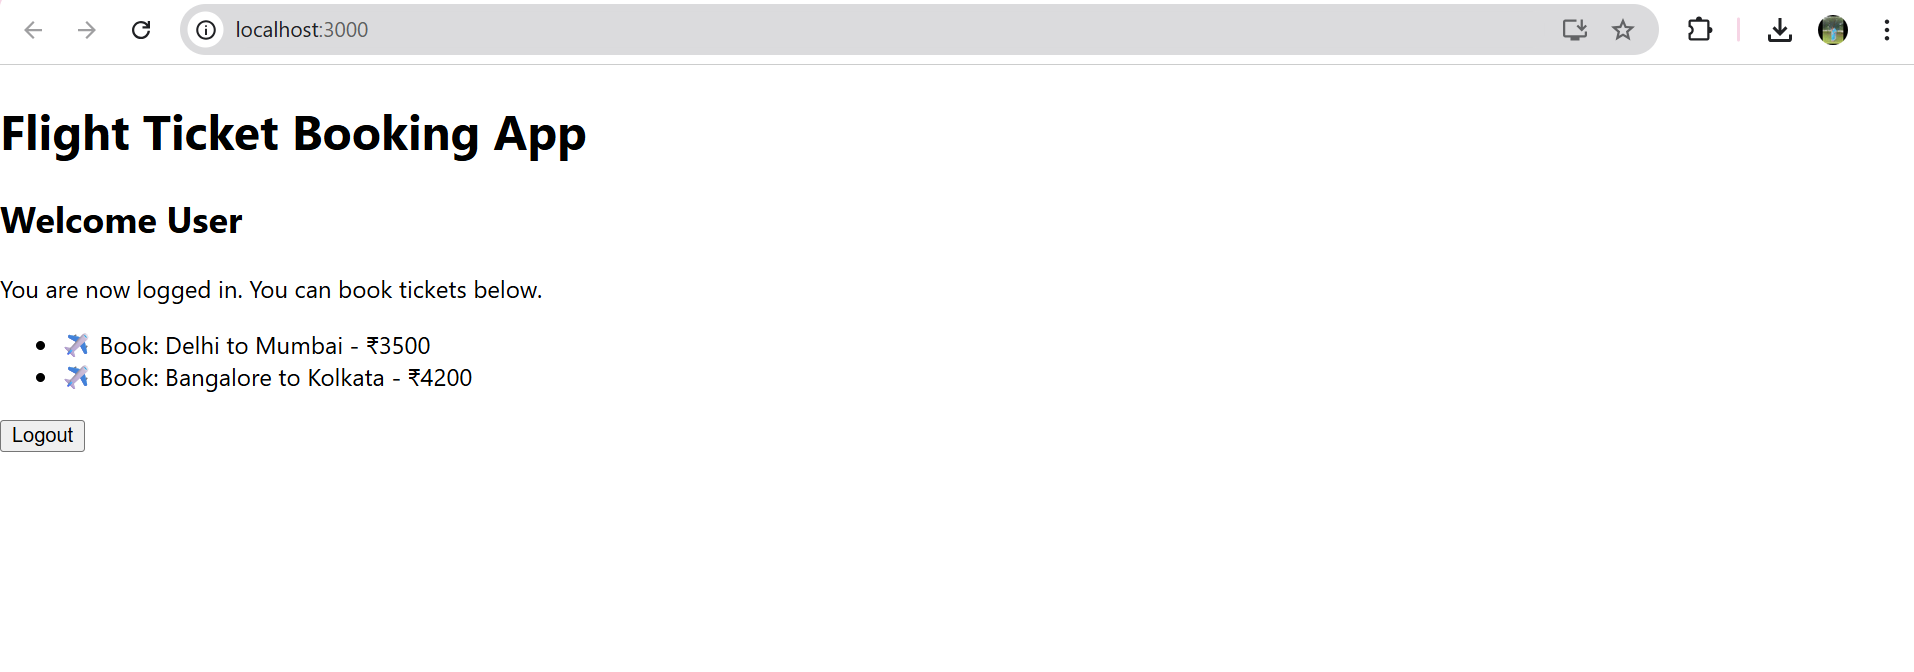 localhost:3000
Flight Ticket Booking App
Welcome User
You are now logged in. You can book tickets below.
✈️ Book: Delhi to Mumbai - ₹3500
✈️ Book: Bangalore to Kolkata - ₹4200
Logout